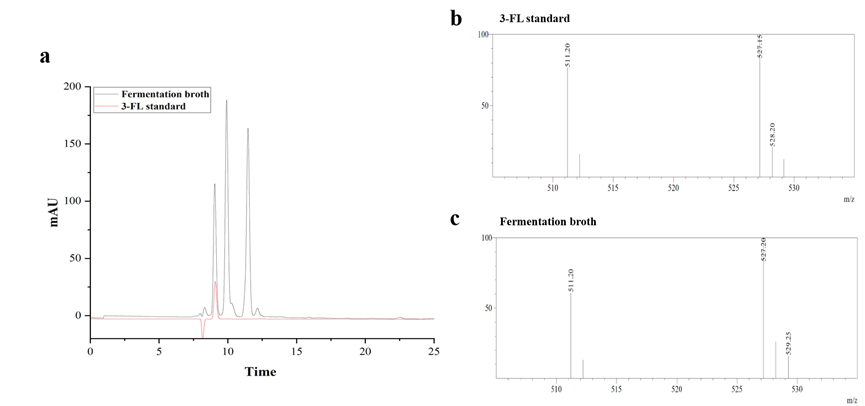 a
200
150
100
50
0
mAU
Fermentation broth
3-FL standard
0 5 10 15 20 25
Time
b
3-FL standard
100
50
511.20
527.15
528.20
510 515 520 525 530
m/z
c
Fermentation broth
100
50
511.20
527.20
529.25
510 515 520 525 530
m/z